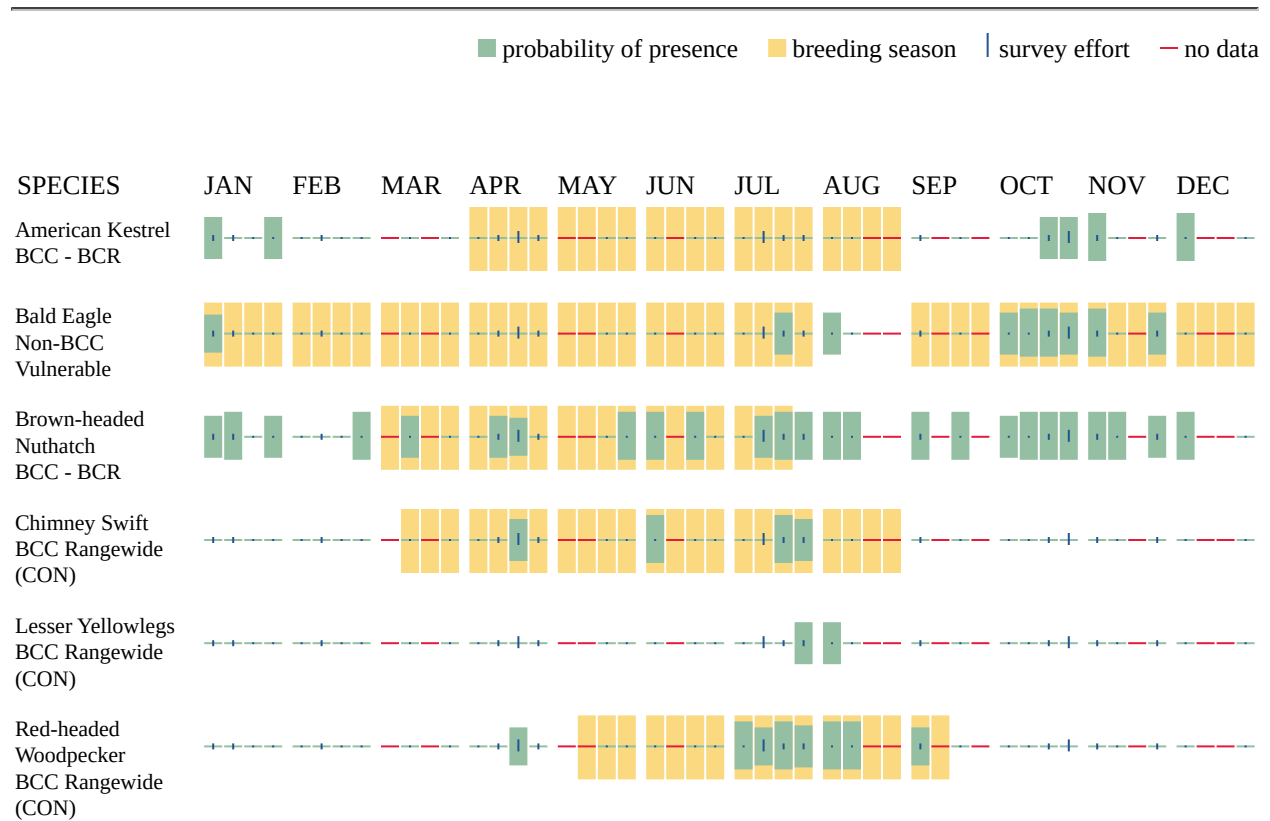 probability of presence breeding season survey effort no data
SPECIES JAN FEB MAR APR MAY JUN JUL AUG SEP OCT NOV DEC
American Kestrel
BCC - BCR
Bald Eagle
Non-BCC
Vulnerable
Brown-headed
Nuthatch
BCC - BCR
Chimney Swift
BCC Rangewide
(CON)
Lesser Yellowlegs
BCC Rangewide
(CON)
Red-headed
Woodpecker
BCC Rangewide
(CON)